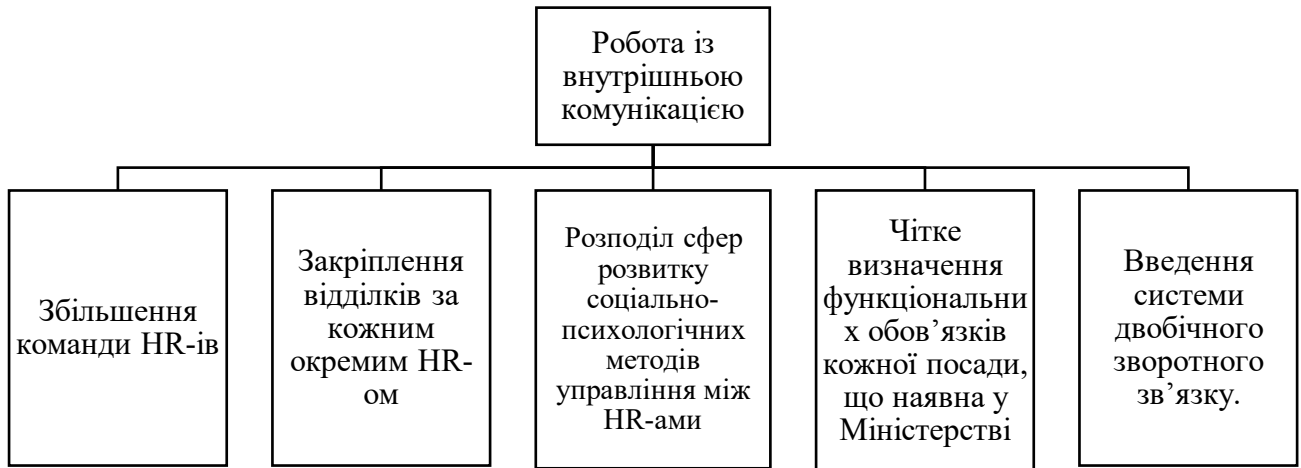 Робота із
внутрішньою
комунікацією
Збільшення
команди HR-ів
Закріплення
відділків за
кожним
окремим HR-
ом
Розподіл сфер
розвитку
соціально-
психологічних
методів
управління між
HR-ами
Чітке
визначення
функціональни
х обов’язків
кожної посади,
що наявна у
Міністерстві
Введення
системи
двобічного
зворотного
зв’язку.